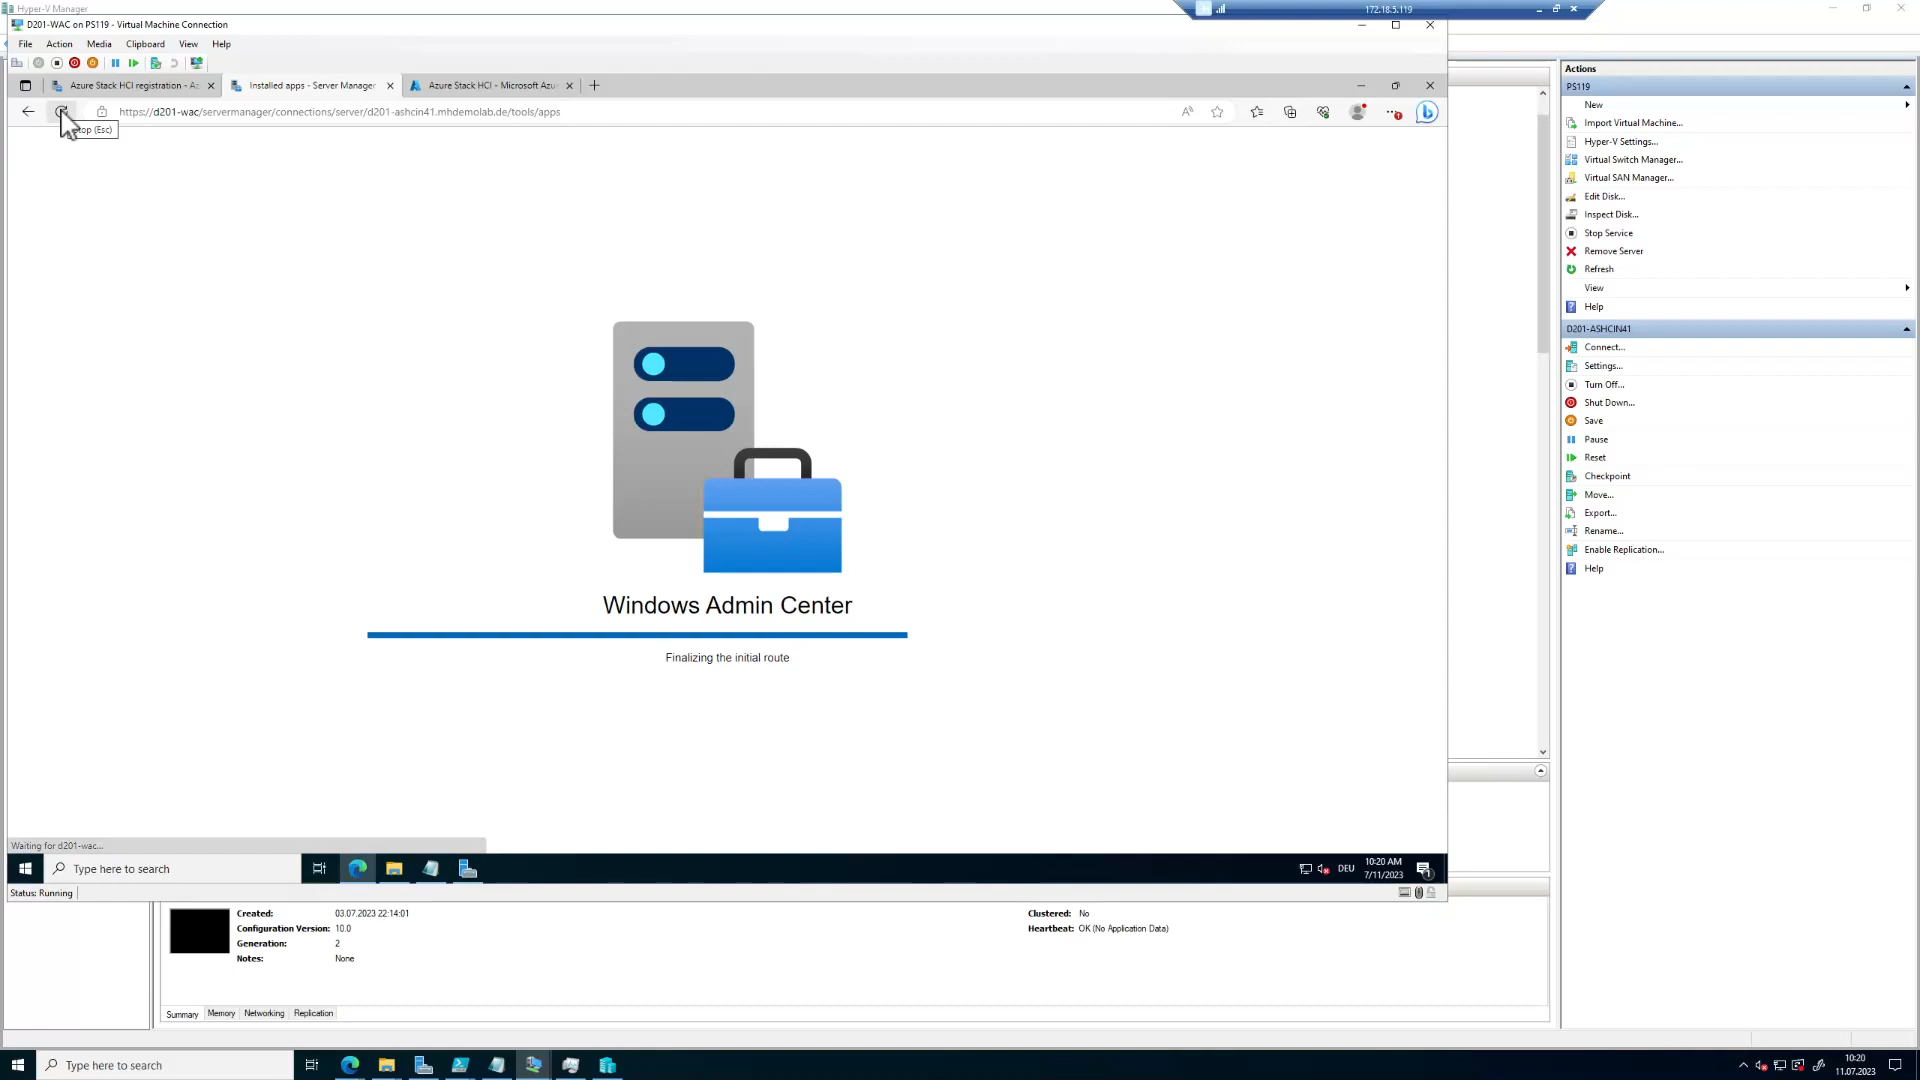 Hyper-V Manager
172.18.5.119
D201-WAC on PS119 - Virtual Machine Connection
File Action Media Clipboard View Help
Azure Stack HCI registration - Az
Installed apps - Server Manager
Azure Stack HCI - Microsoft Azu
https://d201-wac/servermanager/connections/server/d201-ashcin41.mhdemolab.de/tools/apps
Stop (Esc)
Windows Admin Center
Finalizing the initial route
Waiting for d201-wac...
Type here to search
DEU
10:20 AM
7/11/2023
1
Status: Running
Created: 03.07.2023 22:14:01
Configuration Version: 10.0
Generation: 2
Notes: None
Clustered: No
Heartbeat: OK (No Application Data)
Summary Memory Networking Replication
Actions
PS119
New
Import Virtual Machine...
Hyper-V Settings...
Virtual Switch Manager...
Virtual SAN Manager...
Edit Disk...
Inspect Disk...
Stop Service
Remove Server
Refresh
View
Help
D201-ASHCIN41
Connect...
Settings...
Turn Off...
Shut Down...
Save
Pause
Reset
Checkpoint
Move...
Export...
Rename...
Enable Replication...
Help
Type here to search
10:20
11.07.2023